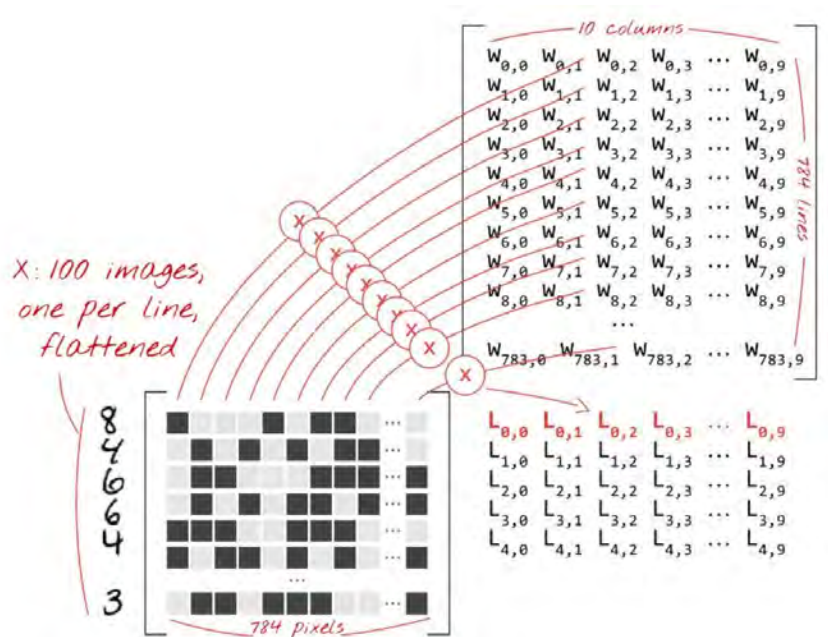 10 columns
W0,0 W0,1 W0,2 W0,3 ... W0,9
W1,0 W1,1 W1,2 W1,3 ... W1,9
W2,0 W2,1 W2,2 W2,3 ... W2,9
W3,0 W3,1 W3,2 W3,3 ... W3,9
W4,0 W4,1 W4,2 W4,3 ... W4,9
W5,0 W5,1 W5,2 W5,3 ... W5,9
W6,0 W6,1 W6,2 W6,3 ... W6,9
W7,0 W7,1 W7,2 W7,3 ... W7,9
W8,0 W8,1 W8,2 W8,3 ... W8,9
...
W783,0 W783,1 W783,2 ... W783,9
784 lines
X
X
X
X
X
X
X
X
X
X
X: 100 images,
one per line,
flattened
8 ...
4 ...
6 ...
6 ...
4 ...
...
...
3 ...
784 pixels
L0,0 L0,1 L0,2 L0,3 ... L0,9
L1,0 L1,1 L1,2 L1,3 ... L1,9
L2,0 L2,1 L2,2 L2,3 ... L2,9
L3,0 L3,1 L3,2 L3,3 ... L3,9
L4,0 L4,1 L4,2 L4,3 ... L4,9